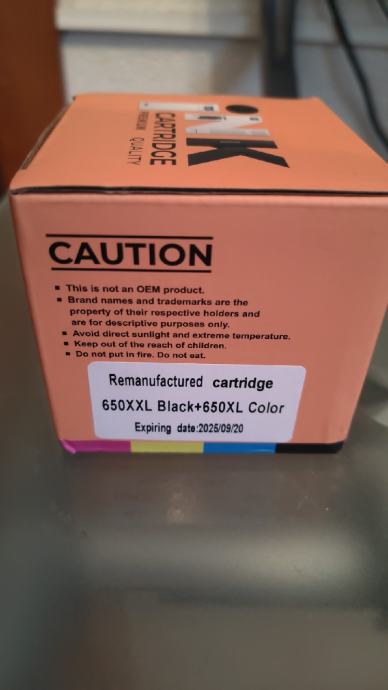 INK
CARTRIDGE
PREMIUM QUALITY
CAUTION
This is not an OEM product.
Brand names and trademarks are the
property of their respective holders and
are for descriptive purposes only.
Avoid direct sunlight and extreme temperature.
Keep out of the reach of children.
Do not put in fire. Do not eat.
Remanufactured cartridge
650XXL Black+650XL Color
Expiring date:2025/09/20